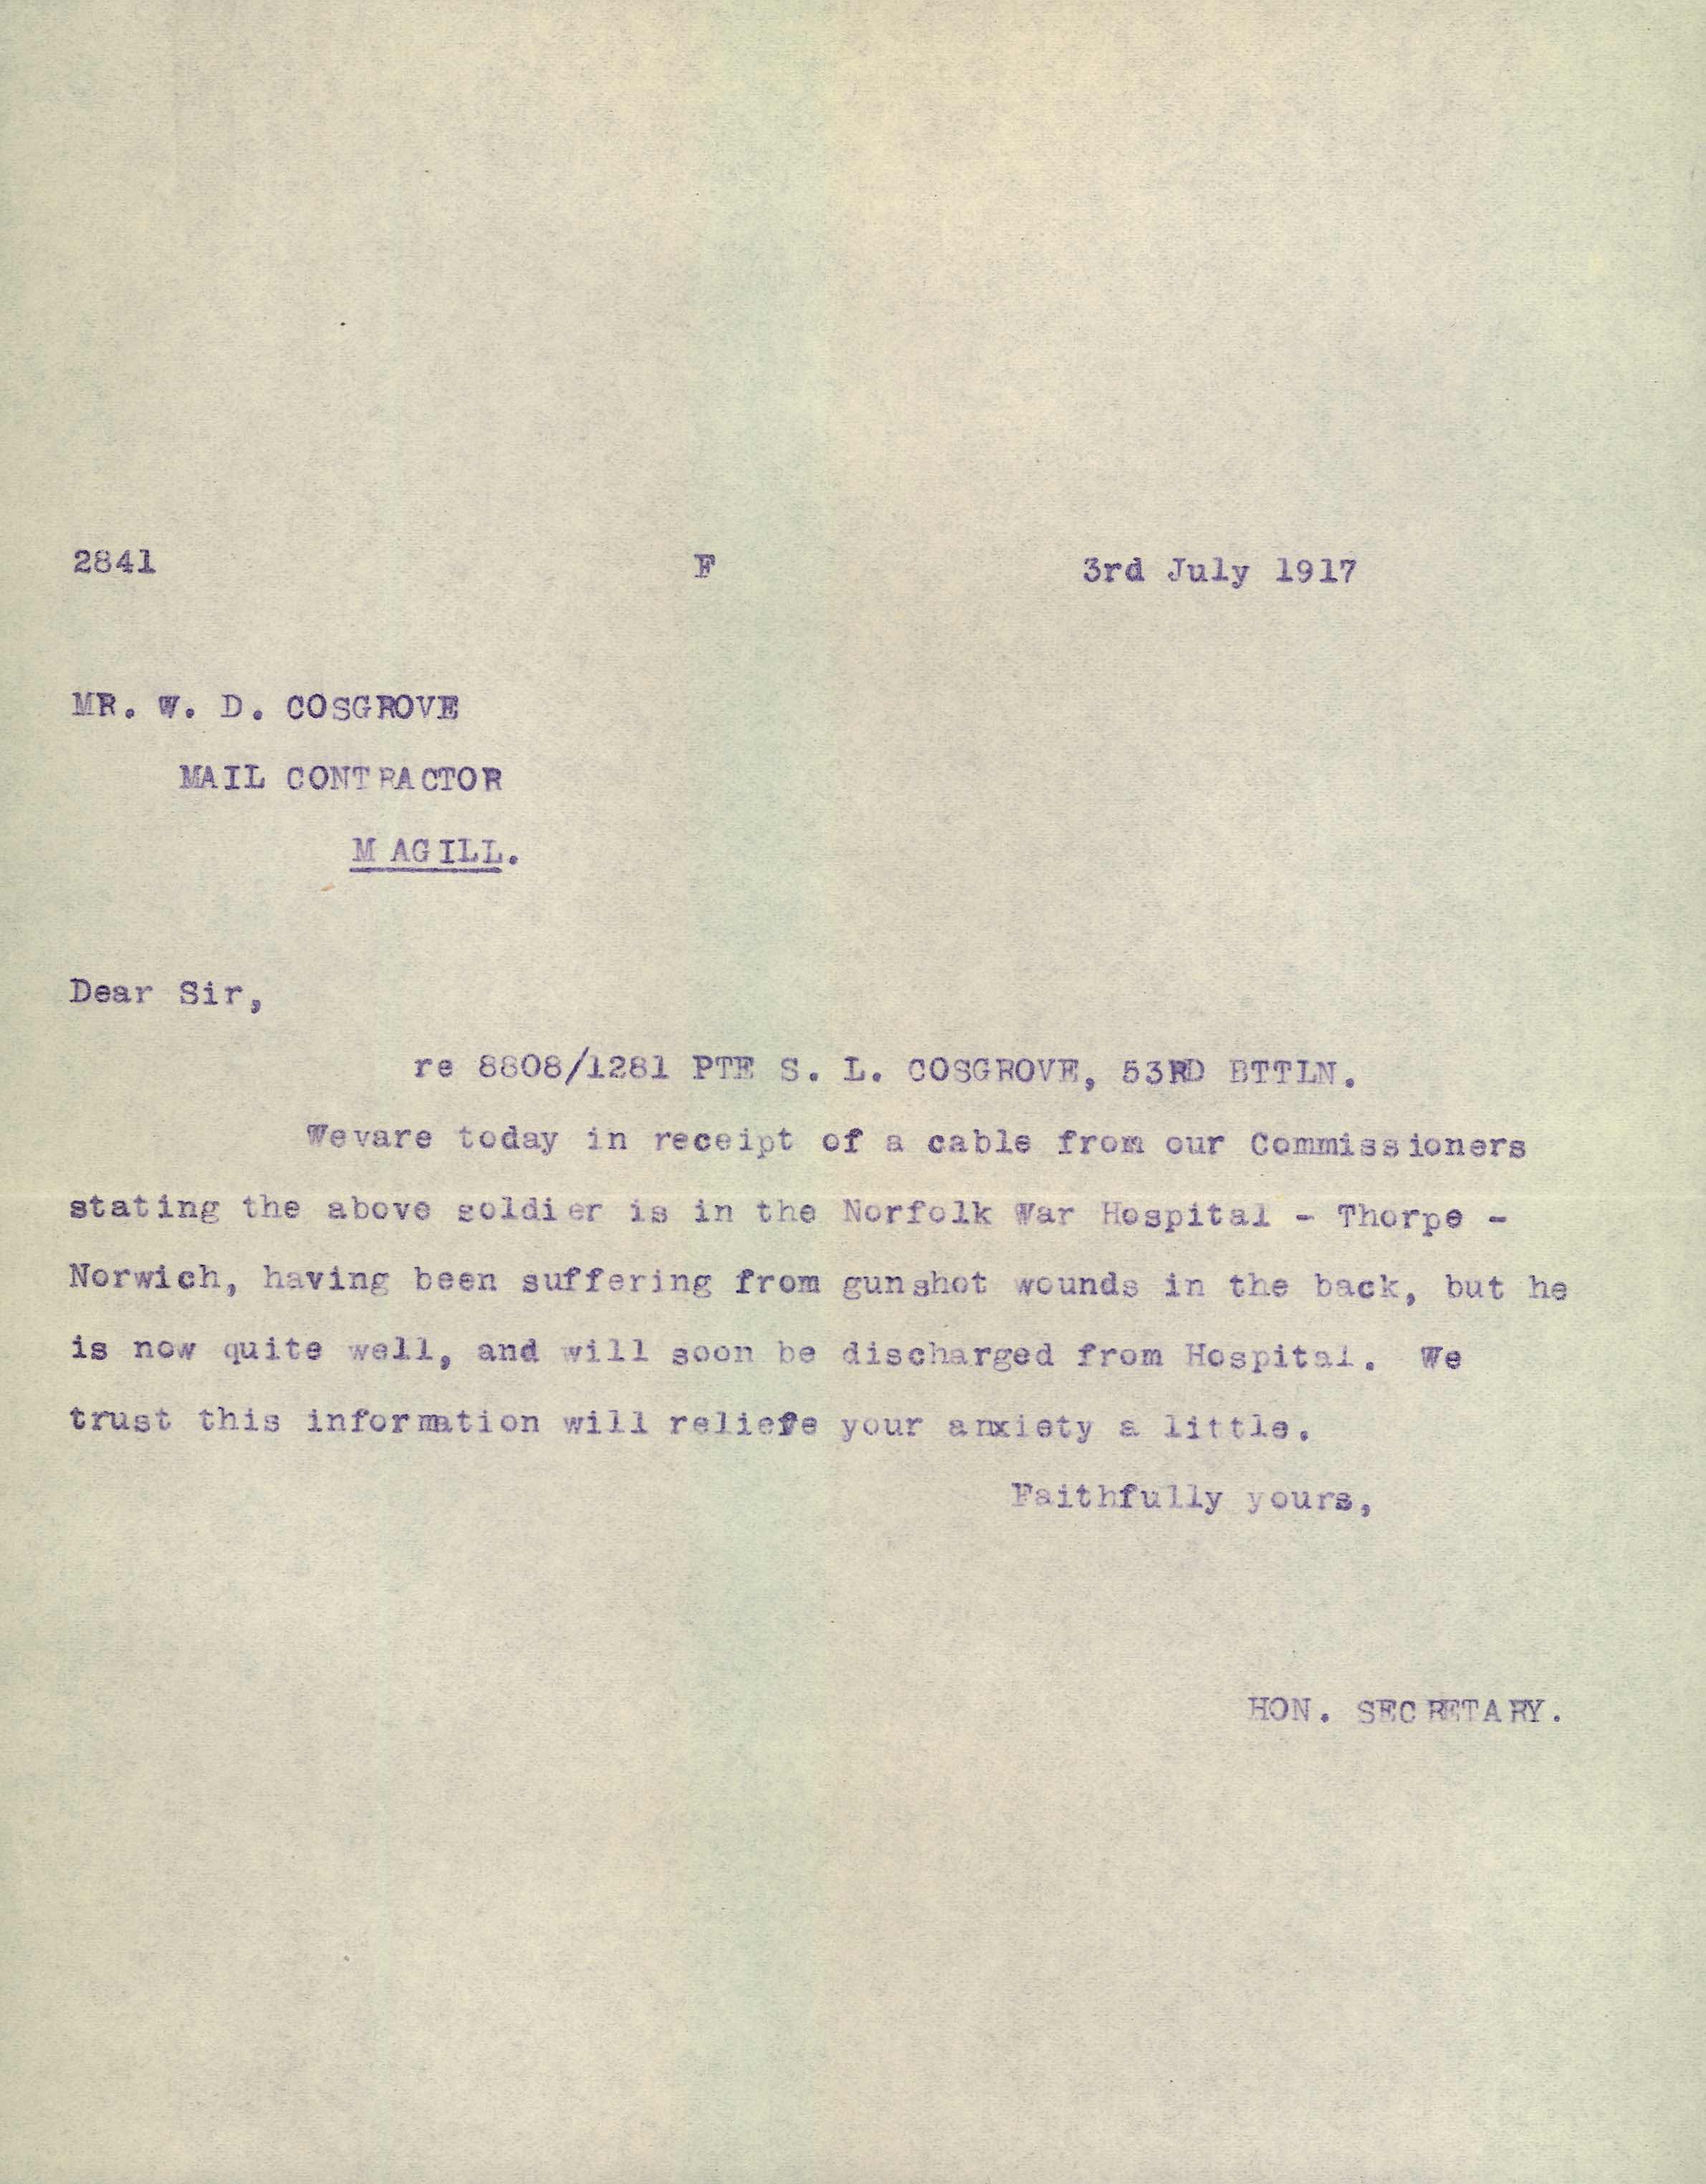 2841 F 3rd July 1917
MR. W. D. COSGROVE
MAIL CONTRACTOR
MAGILL.
Dear Sir,
re 8808/1281 PTE S. L. COSGROVE, 53RD BTTLN.
Wevare today in receipt of a cable from our Commissioners
stating the above soldier is in the Norfolk War Hospital - Thorpe -
Norwich, having been suffering from gunshot wounds in the back, but he
is now quite well, and will soon be discharged from Hospital. We
trust this information will relieve your anxiety a little.
Faithfully yours,
HON. SECRETARY.